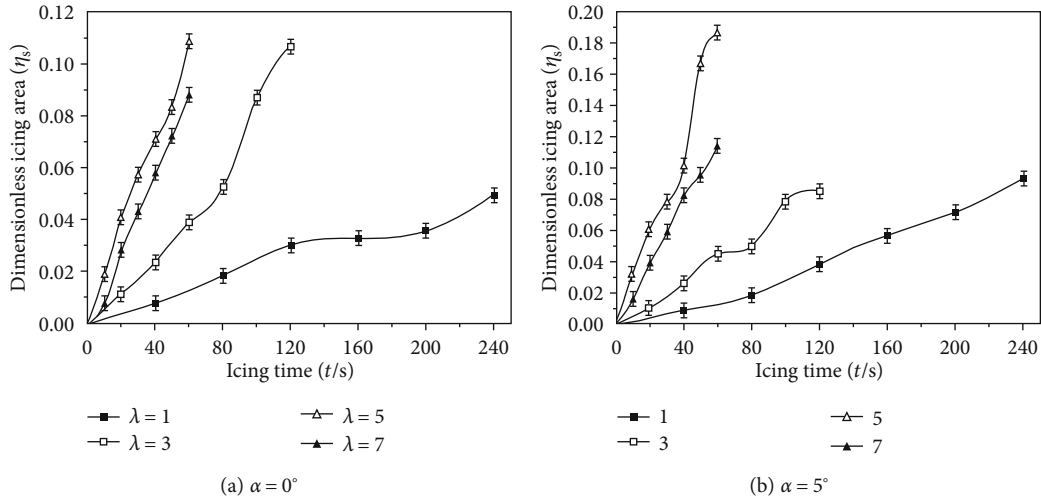 0.12
0.10
0.08
0.06
0.04
0.02
0.00
Dimensionless icing area (ηs)
0 40 80 120 160 200 240
Icing time (t/s)
λ = 1
λ = 3
λ = 5
λ = 7
(a) α = 0°
0.20
0.18
0.16
0.14
0.12
0.10
0.08
0.06
0.04
0.02
0.00
Dimensionless icing area (ηs)
0 40 80 120 160 200 240
Icing time (t/s)
1
3
5
7
(b) α = 5°